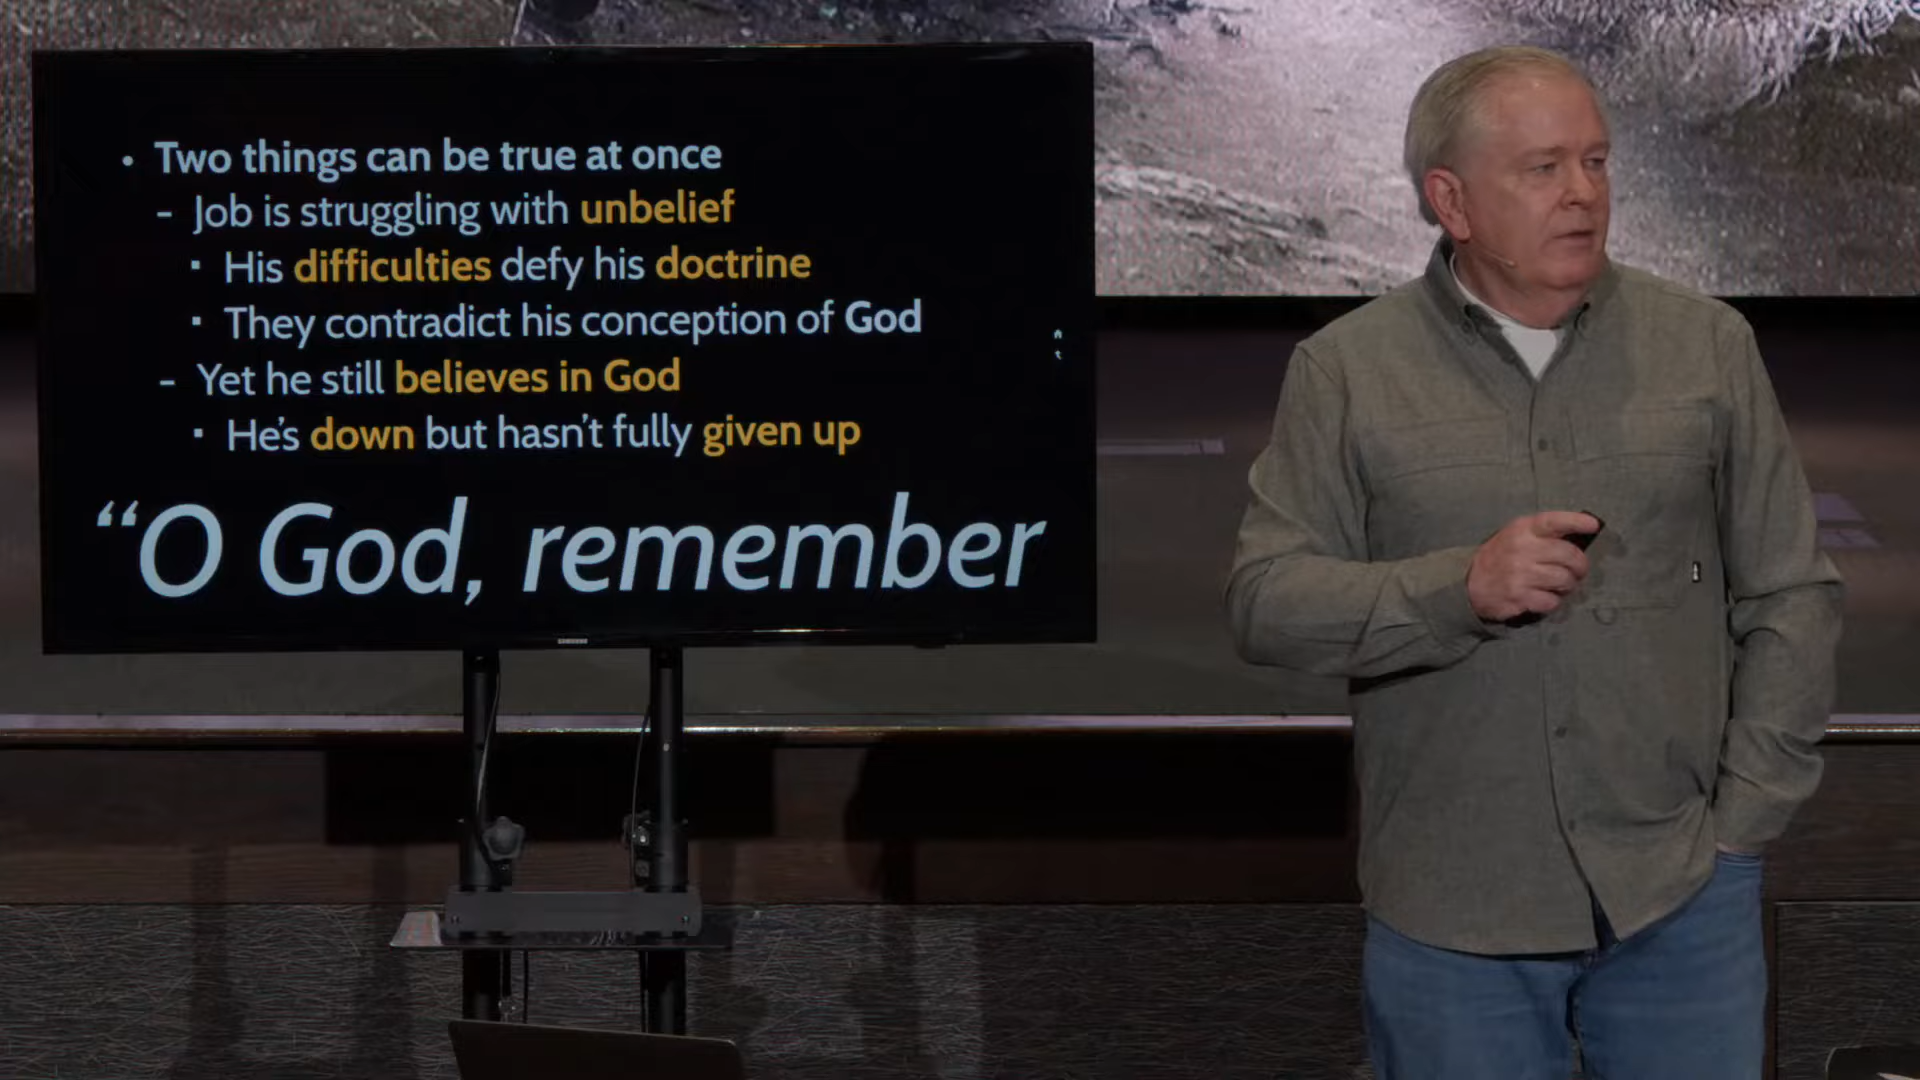 • Two things can be true at once
- Job is struggling with unbelief
▪ His difficulties defy his doctrine
▪ They contradict his conception of God
- Yet he still believes in God
▪ He's down but hasn't fully given up
“O God, remember